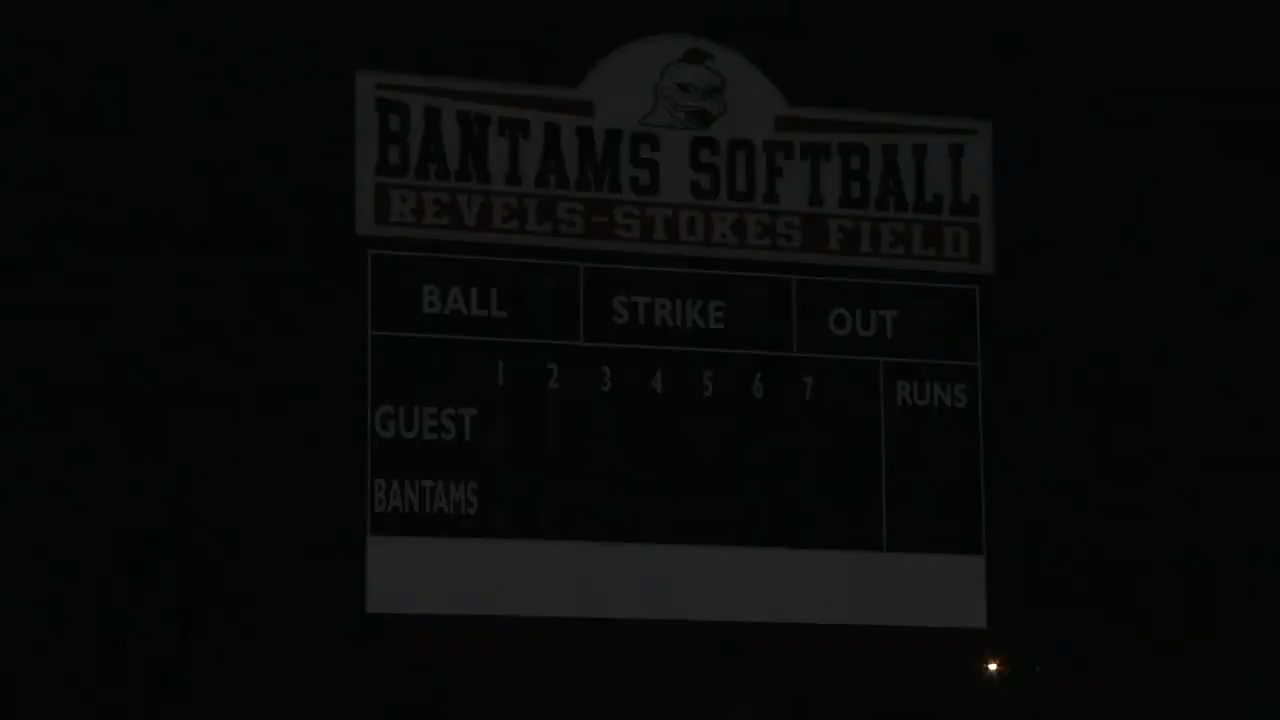 BANTAMS SOFTBALL
REVELS-STOKES FIELD
BALL STRIKE OUT
1 2 3 4 5 6 7 RUNS
GUEST
BANTAMS